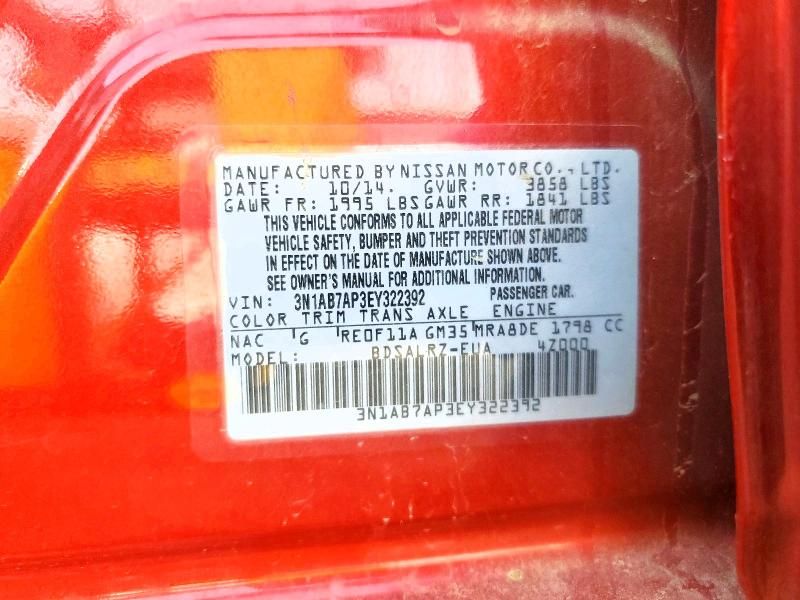 MANUFACTURED BY NISSAN MOTOR CO., LTD.
DATE: 10/14. GVWR: 3858 LBS
GAWR FR: 1995 LBS GAWR RR: 1841 LBS
THIS VEHICLE CONFORMS TO ALL APPLICABLE FEDERAL MOTOR
VEHICLE SAFETY, BUMPER AND THEFT PREVENTION STANDARDS
IN EFFECT ON THE DATE OF MANUFACTURE SHOWN ABOVE.
SEE OWNER'S MANUAL FOR ADDITIONAL INFORMATION.
VIN: 3N1AB7AP3EY322392 PASSENGER CAR.
COLOR TRIM TRANS AXLE ENGINE
NAC G RE0F11A GM35 MRA8DE 1798 CC
MODEL: BDSALRZ-EUA 4Z000
3N1AB7AP3EY322392